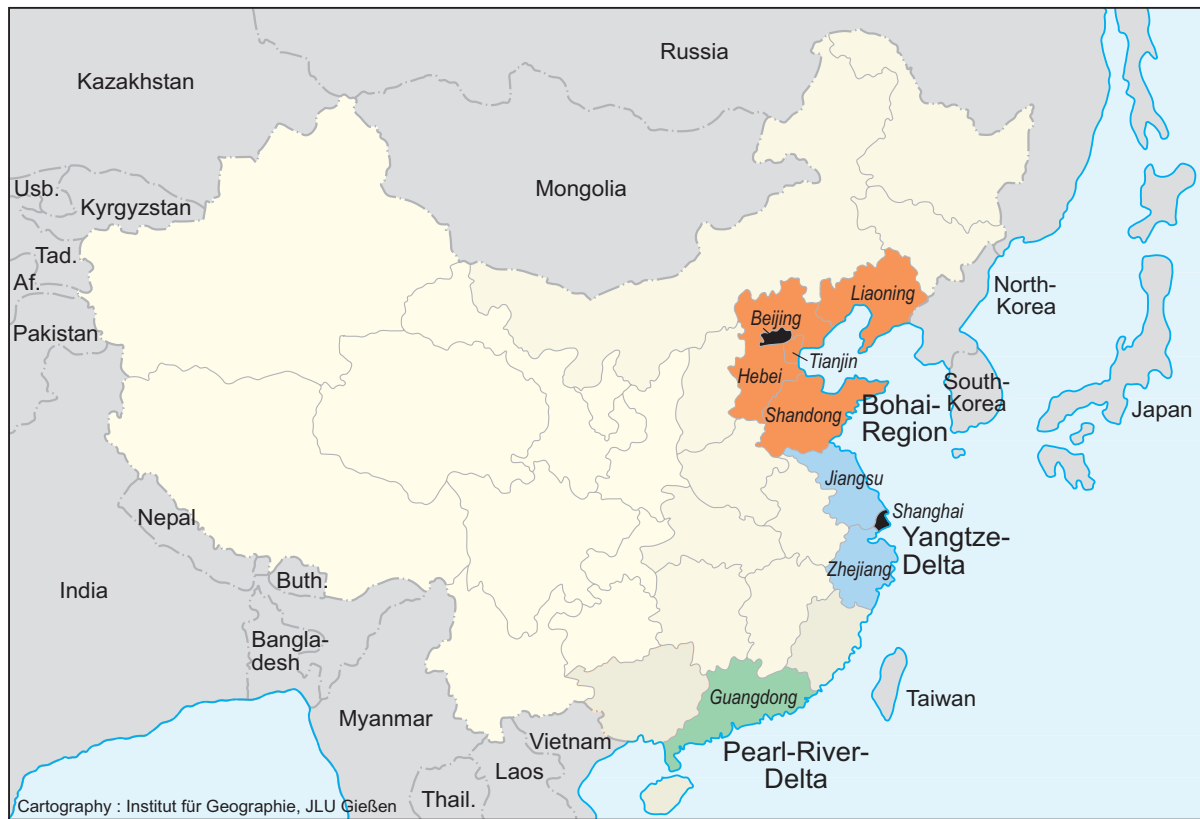 Russia
Kazakhstan
Mongolia
Usb.
Kyrgyzstan
Tad.
Af.
Pakistan
North-
Korea
Liaoning
Beijing
Tianjin
Hebei
South-
Korea
Japan
Shandong
Bohai-
Region
Jiangsu
Shanghai
Yangtze-
Delta
Zhejiang
Nepal
India
Buth.
Bangla-
desh
Myanmar
Guangdong
Taiwan
Vietnam
Pearl-River-
Delta
Laos
Thail.
Cartography : Institut für Geographie, JLU Gießen